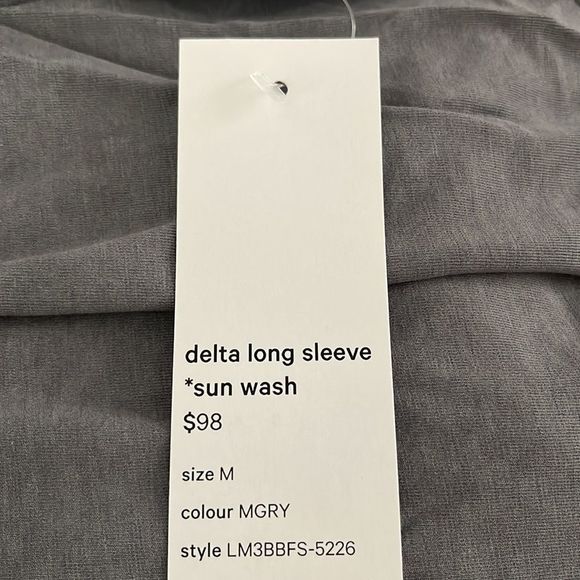 delta long sleeve
*sun wash
$98
size M
colour MGRY
style LM3BBFS-5226